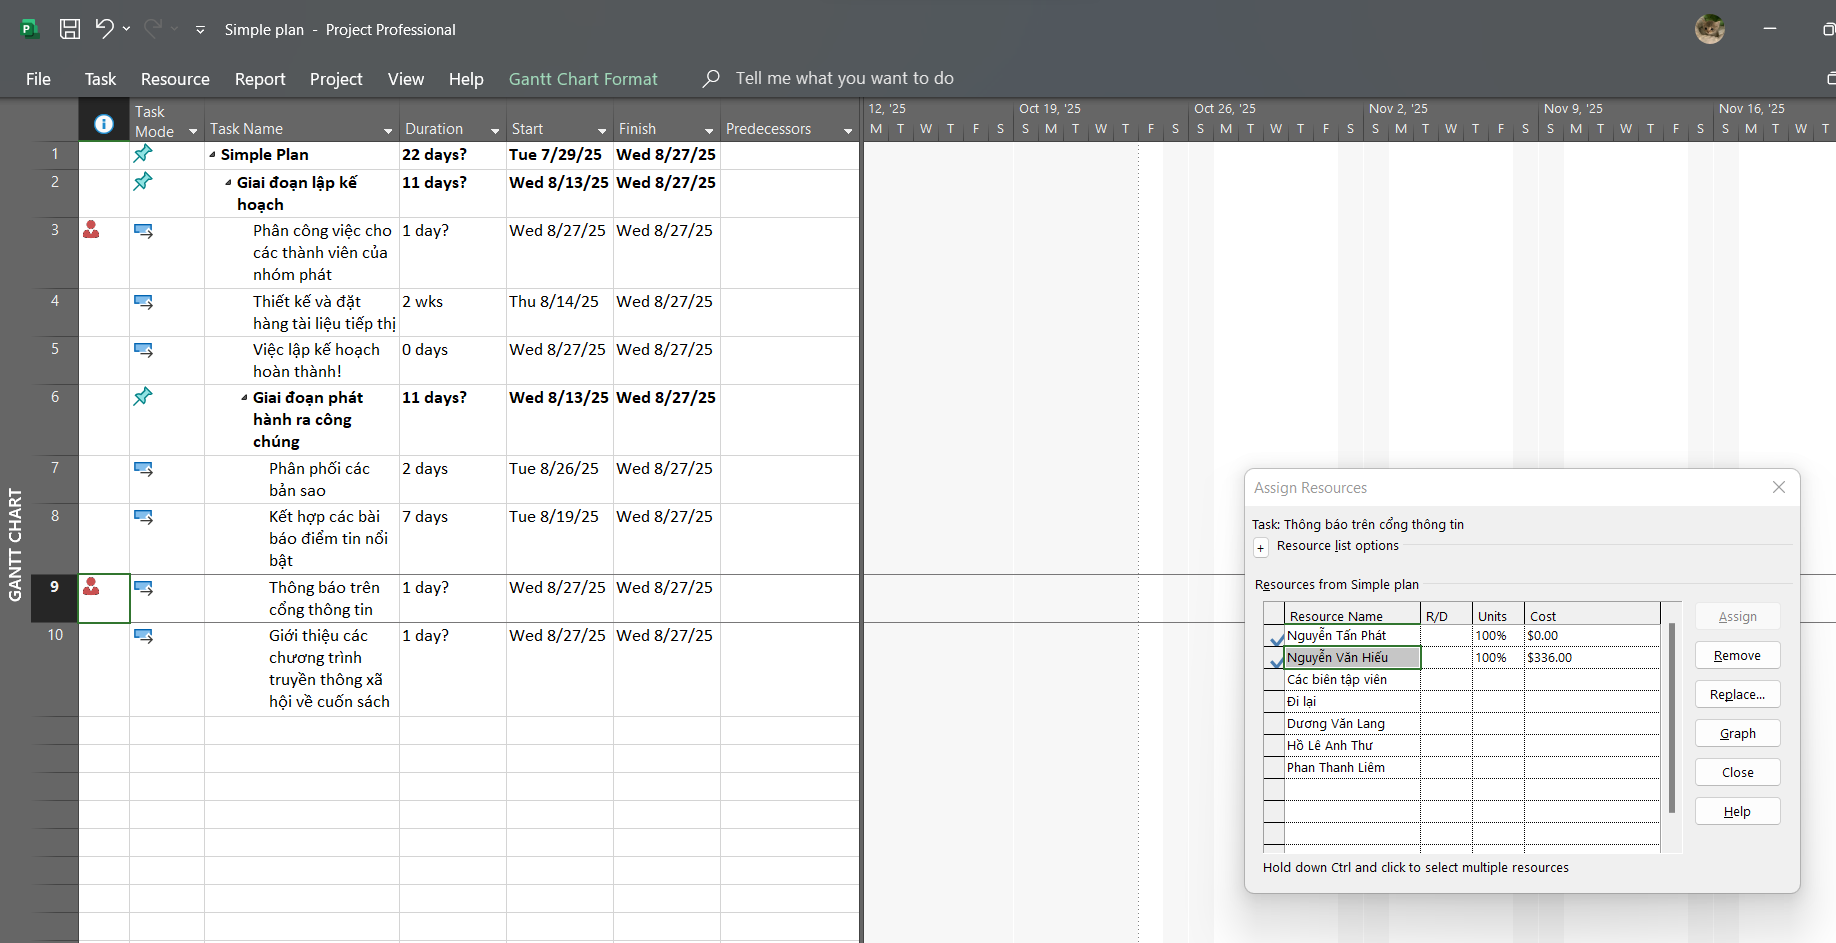 Simple plan - Project Professional
File Task Resource Report Project View Help Gantt Chart Format Tell me what you want to do
Task Mode Task Name Duration Start Finish Predecessors
12, '25 Oct 19, '25 Oct 26, '25 Nov 2, '25 Nov 9, '25 Nov 16, '25
M T W T F S S M T W T F S S M T W T F S S M T W T F S S M T W T F S S M T W T
GANTT CHART
1 Simple Plan 22 days? Tue 7/29/25 Wed 8/27/25
2 Giai đoạn lập kế 11 days? Wed 8/13/25 Wed 8/27/25
hoạch
3 Phân công việc cho 1 day? Wed 8/27/25 Wed 8/27/25
các thành viên của
nhóm phát
4 Thiết kế và đặt 2 wks Thu 8/14/25 Wed 8/27/25
hàng tài liệu tiếp thị
5 Việc lập kế hoạch 0 days Wed 8/27/25 Wed 8/27/25
hoàn thành!
6 Giai đoạn phát 11 days? Wed 8/13/25 Wed 8/27/25
hành ra công
chúng
7 Phân phối các 2 days Tue 8/26/25 Wed 8/27/25
bản sao
8 Kết hợp các bài 7 days Tue 8/19/25 Wed 8/27/25
báo điểm tin nổi
bật
9 Thông báo trên 1 day? Wed 8/27/25 Wed 8/27/25
cổng thông tin
10 Giới thiệu các 1 day? Wed 8/27/25 Wed 8/27/25
chương trình
truyền thông xã
hội về cuốn sách
Assign Resources
Task: Thông báo trên cổng thông tin
+ Resource list options
Resources from Simple plan
Resource Name R/D Units Cost
Nguyễn Tấn Phát 100% $0.00
Nguyễn Văn Hiếu 100% $336.00
Các biên tập viên
Đi lại
Dương Văn Lang
Hồ Lê Anh Thư
Phan Thanh Liêm
Assign
Remove
Replace...
Graph
Close
Help
Hold down Ctrl and click to select multiple resources